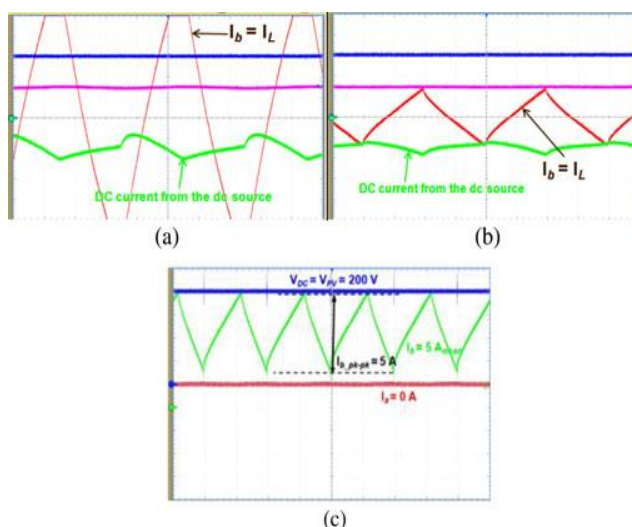 I_b = I_L
DC current from the dc source
(a)
I_b = I_L
DC current from the dc source
(b)
V_DC = V_PV = 200 V
I_b_pk-pk = 5 A
I_b = 5 A_mean
= 0 A
(c)